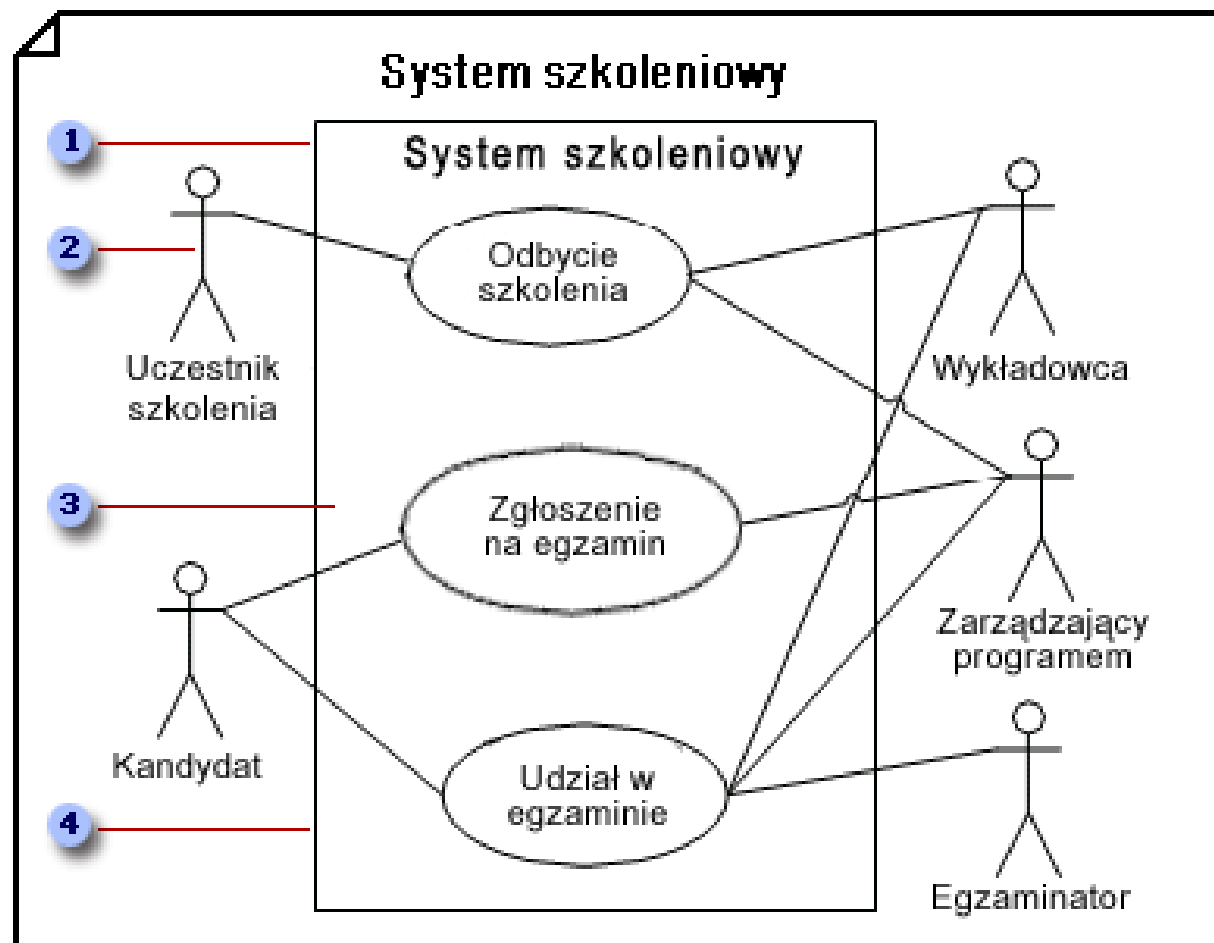 System szkoleniowy
1
System szkoleniowy
2
Odbycie
szkolenia
Uczestnik
szkolenia
Wykładowca
3
Zgłoszenie
na egzamin
Zarządzający
programem
Kandydat
Udział w
egzaminie
4
Egzaminator